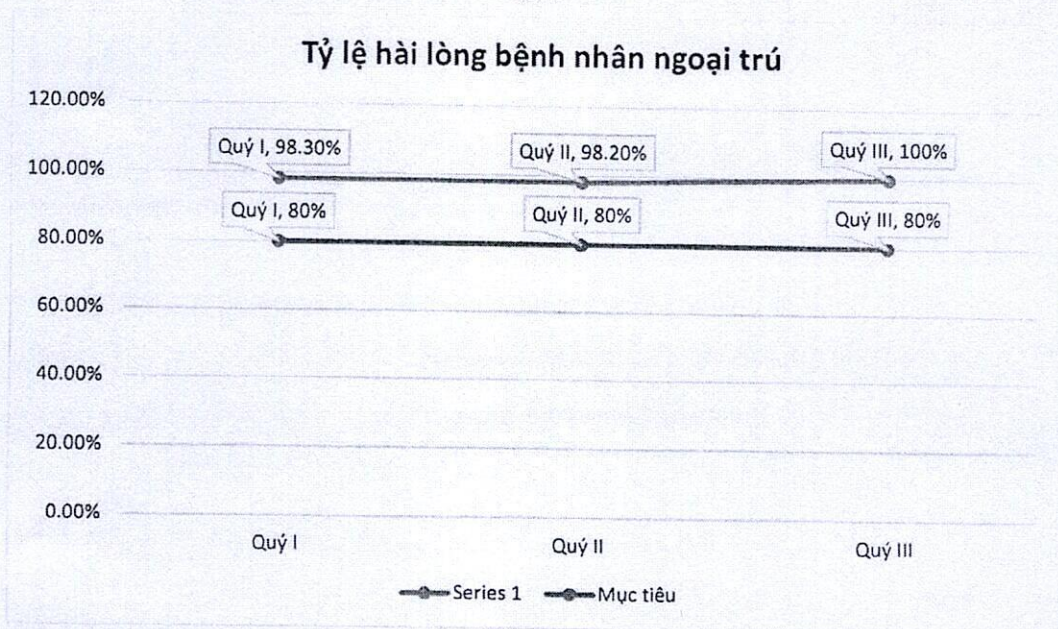 Tỷ lệ hài lòng bệnh nhân ngoại trú
120.00%
Quý I, 98.30%
Quý II, 98.20%
Quý III, 100%
100.00%
Quý I, 80%
Quý II, 80%
Quý III, 80%
80.00%
60.00%
40.00%
20.00%
0.00%
Quý I
Quý II
Quý III
Series 1
Mục tiêu